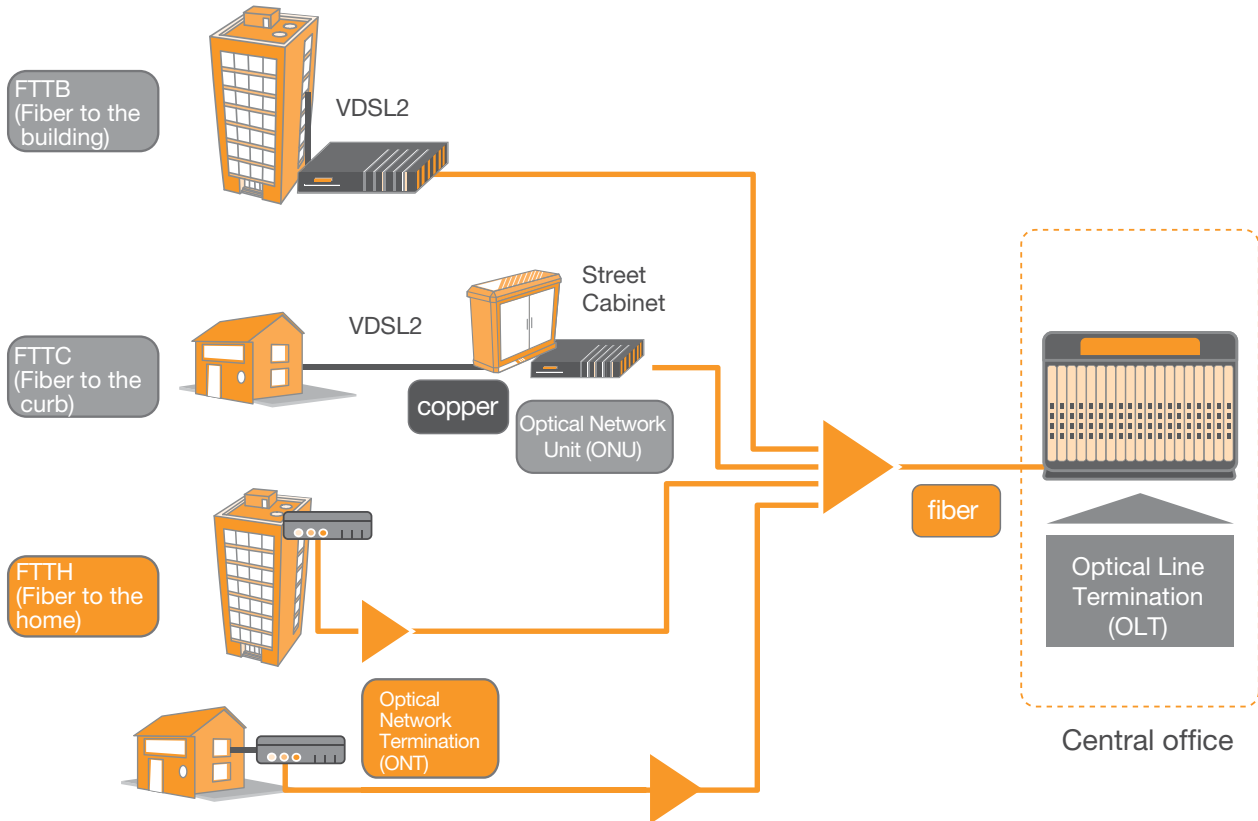 FTTB
(Fiber to the
building)
VDSL2
Street
Cabinet
VDSL2
FTTC
(Fiber to the
curb)
copper
Optical Network
Unit (ONU)
fiber
FTTH
(Fiber to the
home)
Optical Line
Termination
(OLT)
Optical
Network
Termination
(ONT)
Central office